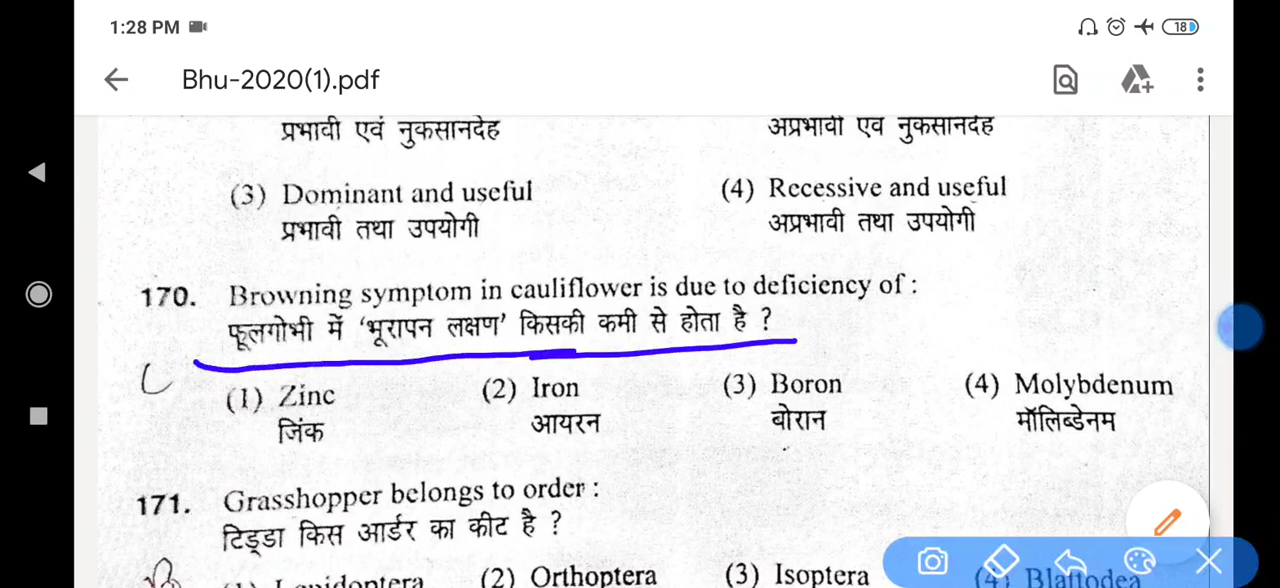 1:28 PM
18
Bhu-2020(1).pdf
प्रभावी एवं नुकसानदेह
अप्रभावी एवं नुकसानदेह
(3) Dominant and useful
(4) Recessive and useful
प्रभावी तथा उपयोगी
अप्रभावी तथा उपयोगी
170. Browning symptom in cauliflower is due to deficiency of :
फूलगोभी में ‘भूरापन लक्षण’ किसकी कमी से होता है ?
(1) Zinc (2) Iron (3) Boron (4) Molybdenum
जिंक आयरन बोरान मॉलिब्डेनम
171. Grasshopper belongs to order :
टिड्डा किस आर्डर का कीट है ?
(1) Lepidoptera (2) Orthoptera (3) Isoptera (4) Blattodea